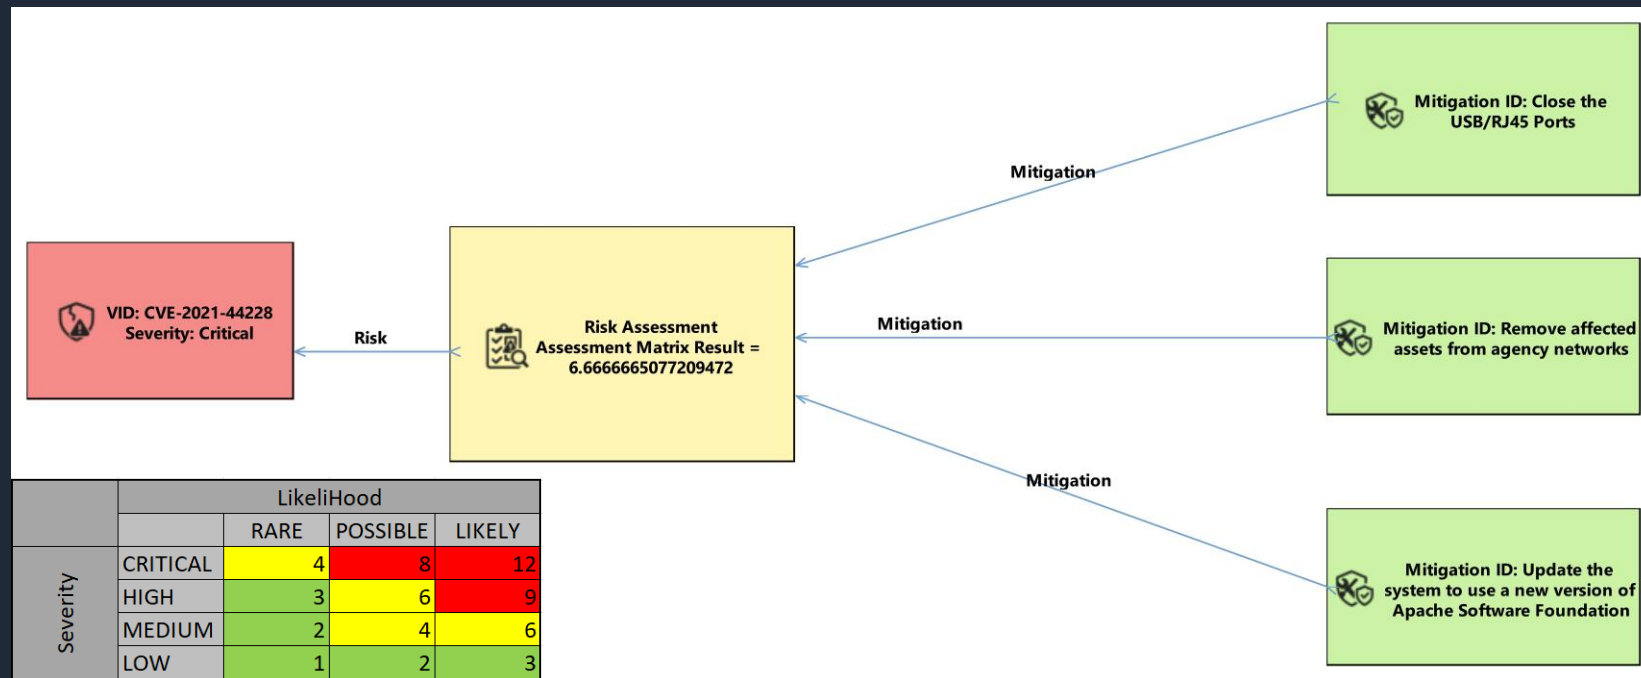 VID: CVE-2021-44228
Severity: Critical
Risk
Risk Assessment
Assessment Matrix Result =
6.6666665077209472
Mitigation
Mitigation
Mitigation
Mitigation ID: Close the
USB/RJ45 Ports
Mitigation ID: Remove affected
assets from agency networks
Mitigation ID: Update the
system to use a new version of
Apache Software Foundation
LikeliHood
RARE POSSIBLE LIKELY
Severity
CRITICAL 4 8 12
HIGH 3 6 9
MEDIUM 2 4 6
LOW 1 2 3